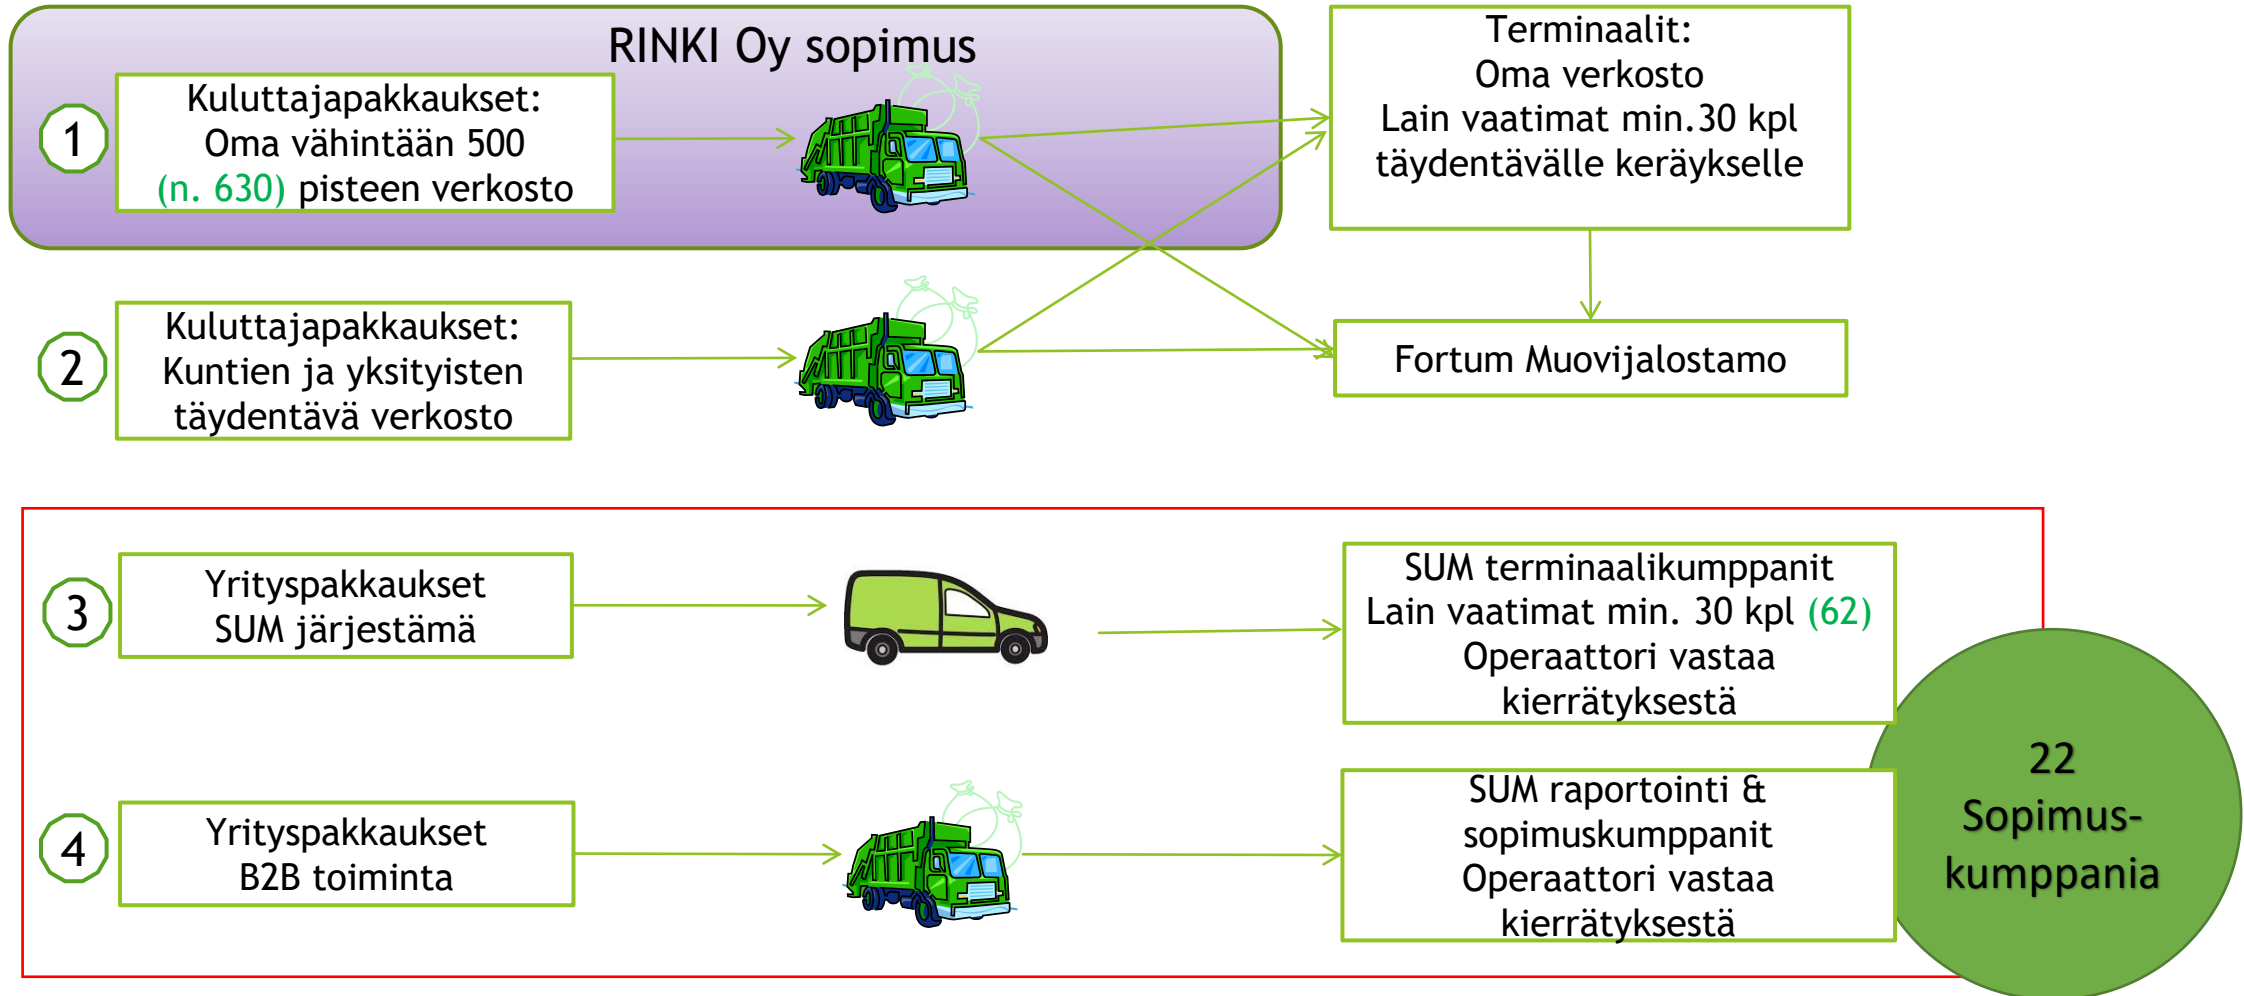 RINKI Oy sopimus
1
Kuluttajapakkaukset:
Oma vähintään 500
(n. 630) pisteen verkosto
Terminaalit:
Oma verkosto
Lain vaatimat min.30 kpl
täydentävälle keräykselle
2
Kuluttajapakkaukset:
Kuntien ja yksityisten
täydentävä verkosto
Fortum Muovijalostamo
3
Yrityspakkaukset
SUM järjestämä
SUM terminaalikumppanit
Lain vaatimat min. 30 kpl (62)
Operaattori vastaa
kierrätyksestä
4
Yrityspakkaukset
B2B toiminta
SUM raportointi &
sopimuskumppanit
Operaattori vastaa
kierrätyksestä
22
Sopimus-
kumppania